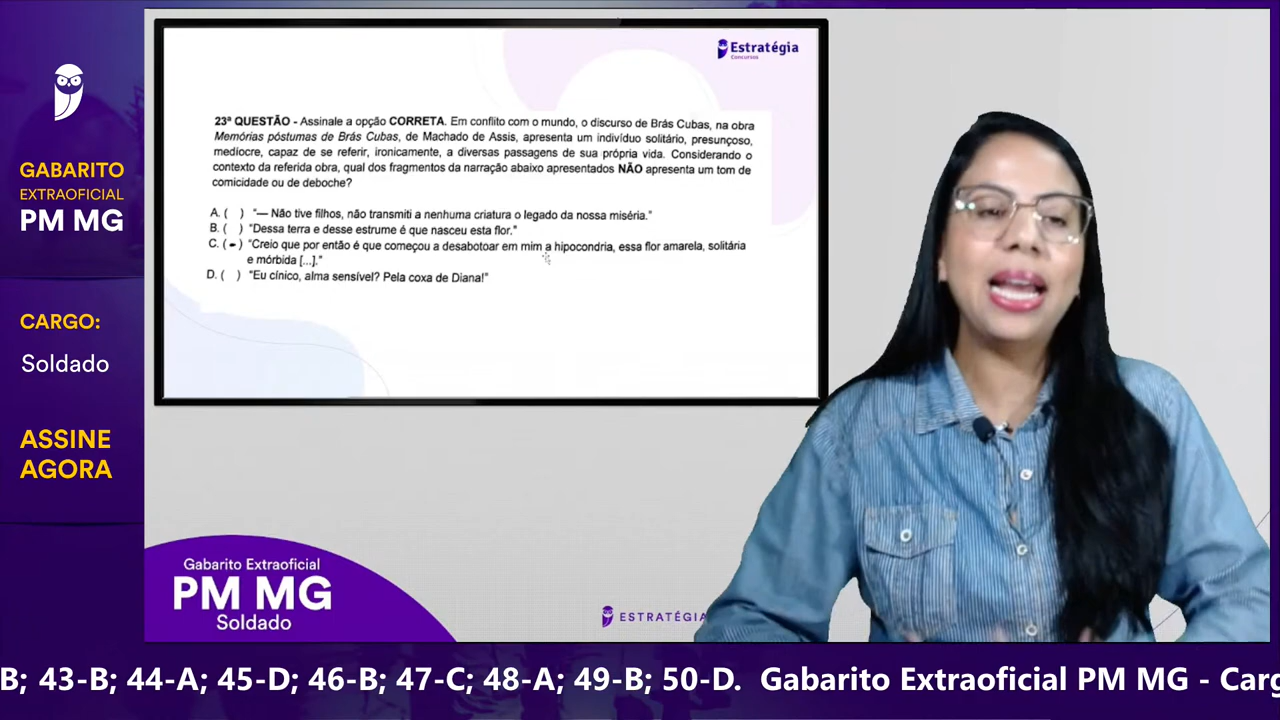 GABARITO
EXTRAOFICIAL
PM MG
CARGO:
Soldado
ASSINE
AGORA
Estratégia
Concursos
23ª QUESTÃO - Assinale a opção CORRETA. Em conflito com o mundo, o discurso de Brás Cubas, na obra
Memórias póstumas de Brás Cubas, de Machado de Assis, apresenta um indivíduo solitário, presunçoso,
medíocre, capaz de se referir, ironicamente, a diversas passagens de sua própria vida. Considerando o
contexto da referida obra, qual dos fragmentos da narração abaixo apresentados NÃO apresenta um tom de
comicidade ou de deboche?
A. ( ) "— Não tive filhos, não transmiti a nenhuma criatura o legado da nossa miséria."
B. ( ) "Dessa terra e desse estrume é que nasceu esta flor."
C. ( ) "Creio que por então é que começou a desabotoar em mim a hipocondria, essa flor amarela, solitária
e mórbida [...]."
D. ( ) "Eu cínico, alma sensível? Pela coxa de Diana!"
Gabarito Extraoficial
PM MG
Soldado
ESTRATÉGIA
B; 43-B; 44-A; 45-D; 46-B; 47-C; 48-A; 49-B; 50-D. Gabarito Extraoficial PM MG - Carg